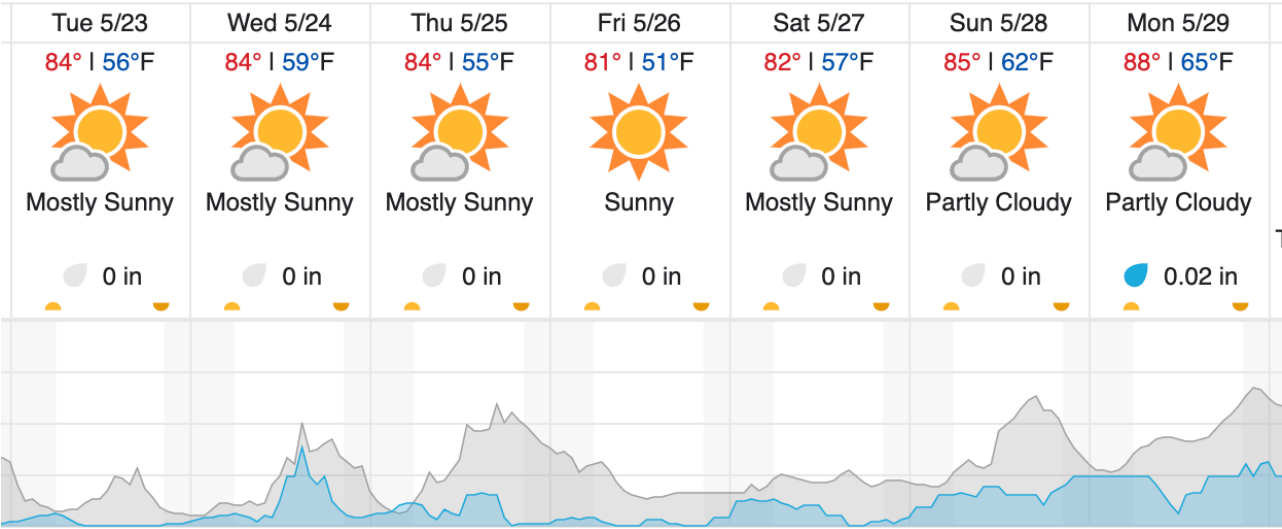 Tue 5/23 Wed 5/24 Thu 5/25 Fri 5/26 Sat 5/27 Sun 5/28 Mon 5/29
84° | 56°F 84° | 59°F 84° | 55°F 81° | 51°F 82° | 57°F 85° | 62°F 88° | 65°F
Mostly Sunny Mostly Sunny Mostly Sunny Sunny Mostly Sunny Partly Cloudy Partly Cloudy
0 in 0 in 0 in 0 in 0 in 0 in 0.02 in